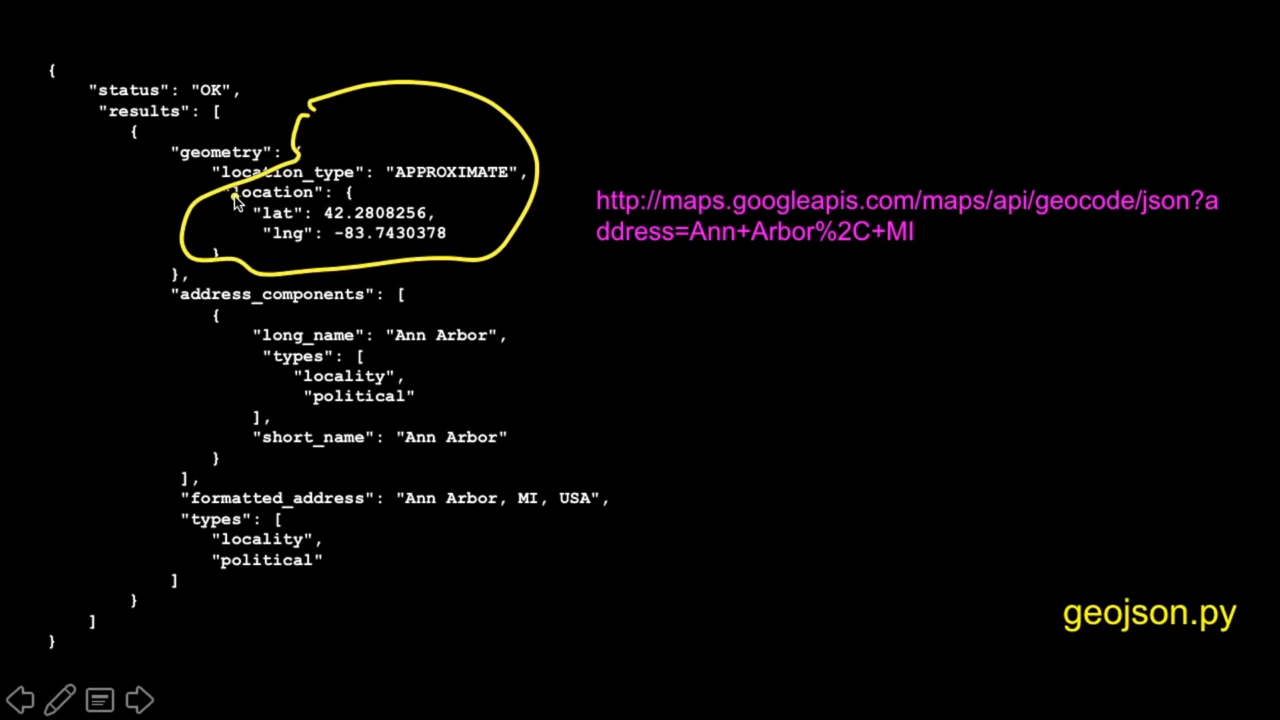 {
"status": "OK",
"results": [
{
"geometry": {
"location_type": "APPROXIMATE",
"location": {
"lat": 42.2808256,
"lng": -83.7430378
}
},
"address_components": [
{
"long_name": "Ann Arbor",
"types": [
"locality",
"political"
],
"short_name": "Ann Arbor"
}
],
"formatted_address": "Ann Arbor, MI, USA",
"types": [
"locality",
"political"
]
}
]
}
http://maps.googleapis.com/maps/api/geocode/json?a
ddress=Ann+Arbor%2C+MI
geojson.py